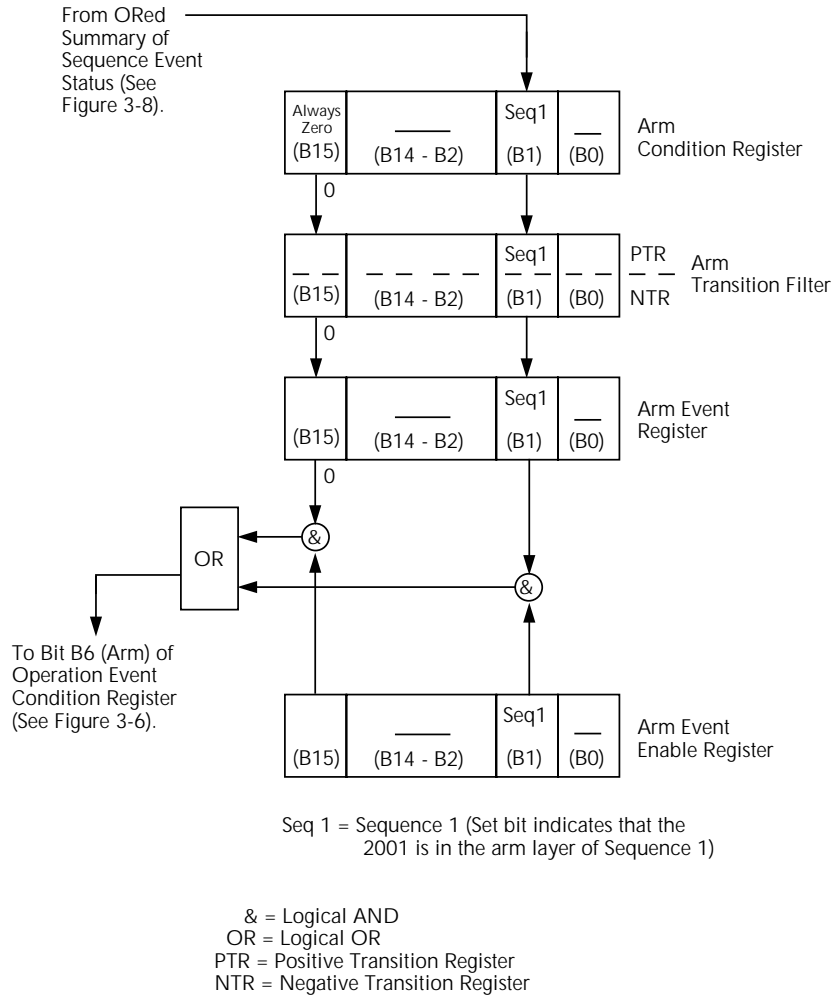 From ORed
Summary of
Sequence Event
Status (See
Figure 3-8).
Always
Zero
(B15)
(B14 - B2)
Seq1
(B1)
(B0)
Arm
Condition Register
0
(B15)
(B14 - B2)
Seq1
(B1)
(B0)
PTR
NTR
Arm
Transition Filter
0
(B15)
(B14 - B2)
Seq1
(B1)
(B0)
Arm Event
Register
0
&
OR
&
To Bit B6 (Arm) of
Operation Event
Condition Register
(See Figure 3-6).
(B15)
(B14 - B2)
Seq1
(B1)
(B0)
Arm Event
Enable Register
Seq 1 = Sequence 1 (Set bit indicates that the
2001 is in the arm layer of Sequence 1)
& = Logical AND
OR = Logical OR
PTR = Positive Transition Register
NTR = Negative Transition Register